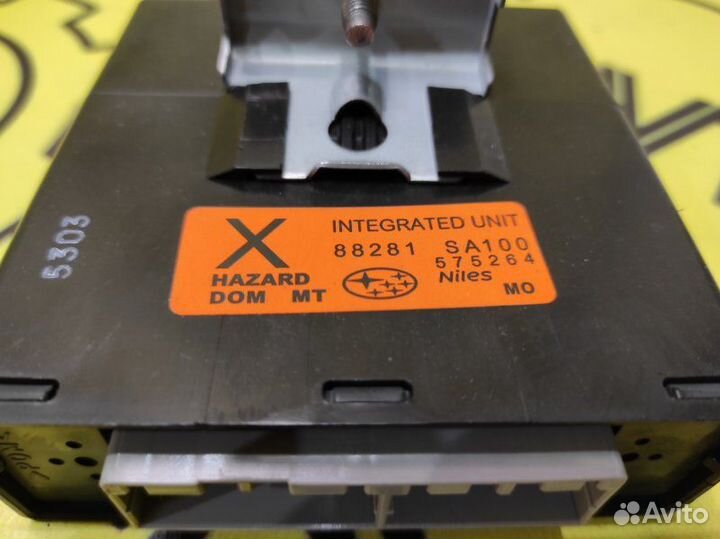 5303
X
INTEGRATED UNIT
88281 SA100
575264
HAZARD
DOM MT
Niles
MO
Avito